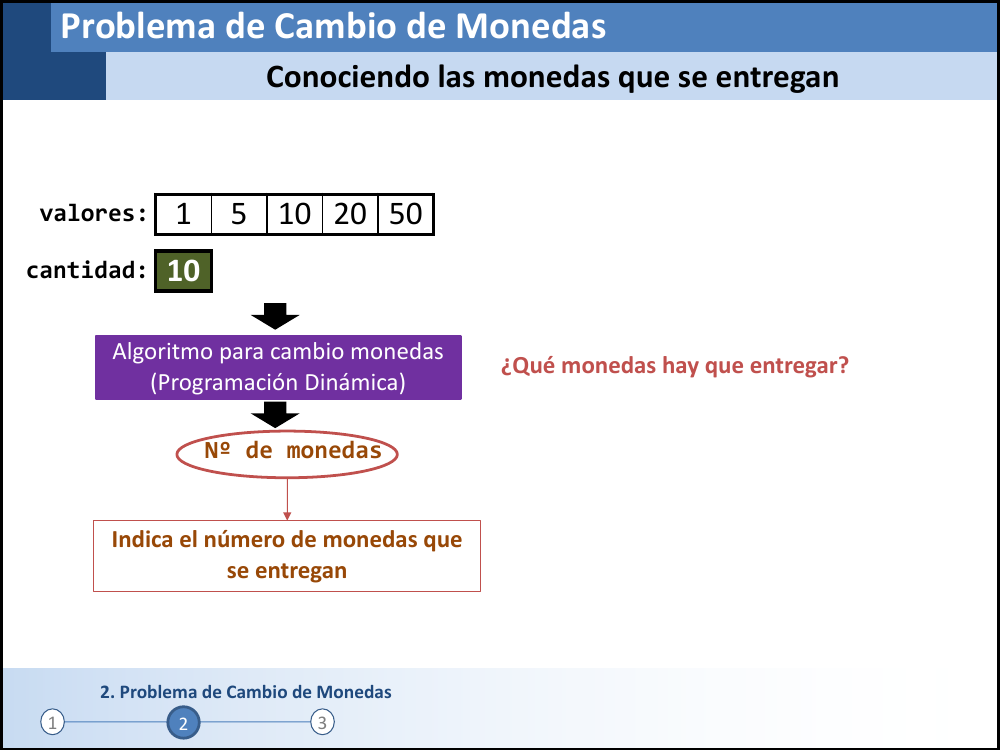 Problema de Cambio de Monedas
Conociendo las monedas que se entregan
valores: 1 5 10 20 50
cantidad: 10
Algoritmo para cambio monedas
(Programación Dinámica)
¿Qué monedas hay que entregar?
Nº de monedas
Indica el número de monedas que
se entregan
2. Problema de Cambio de Monedas
1 2 3